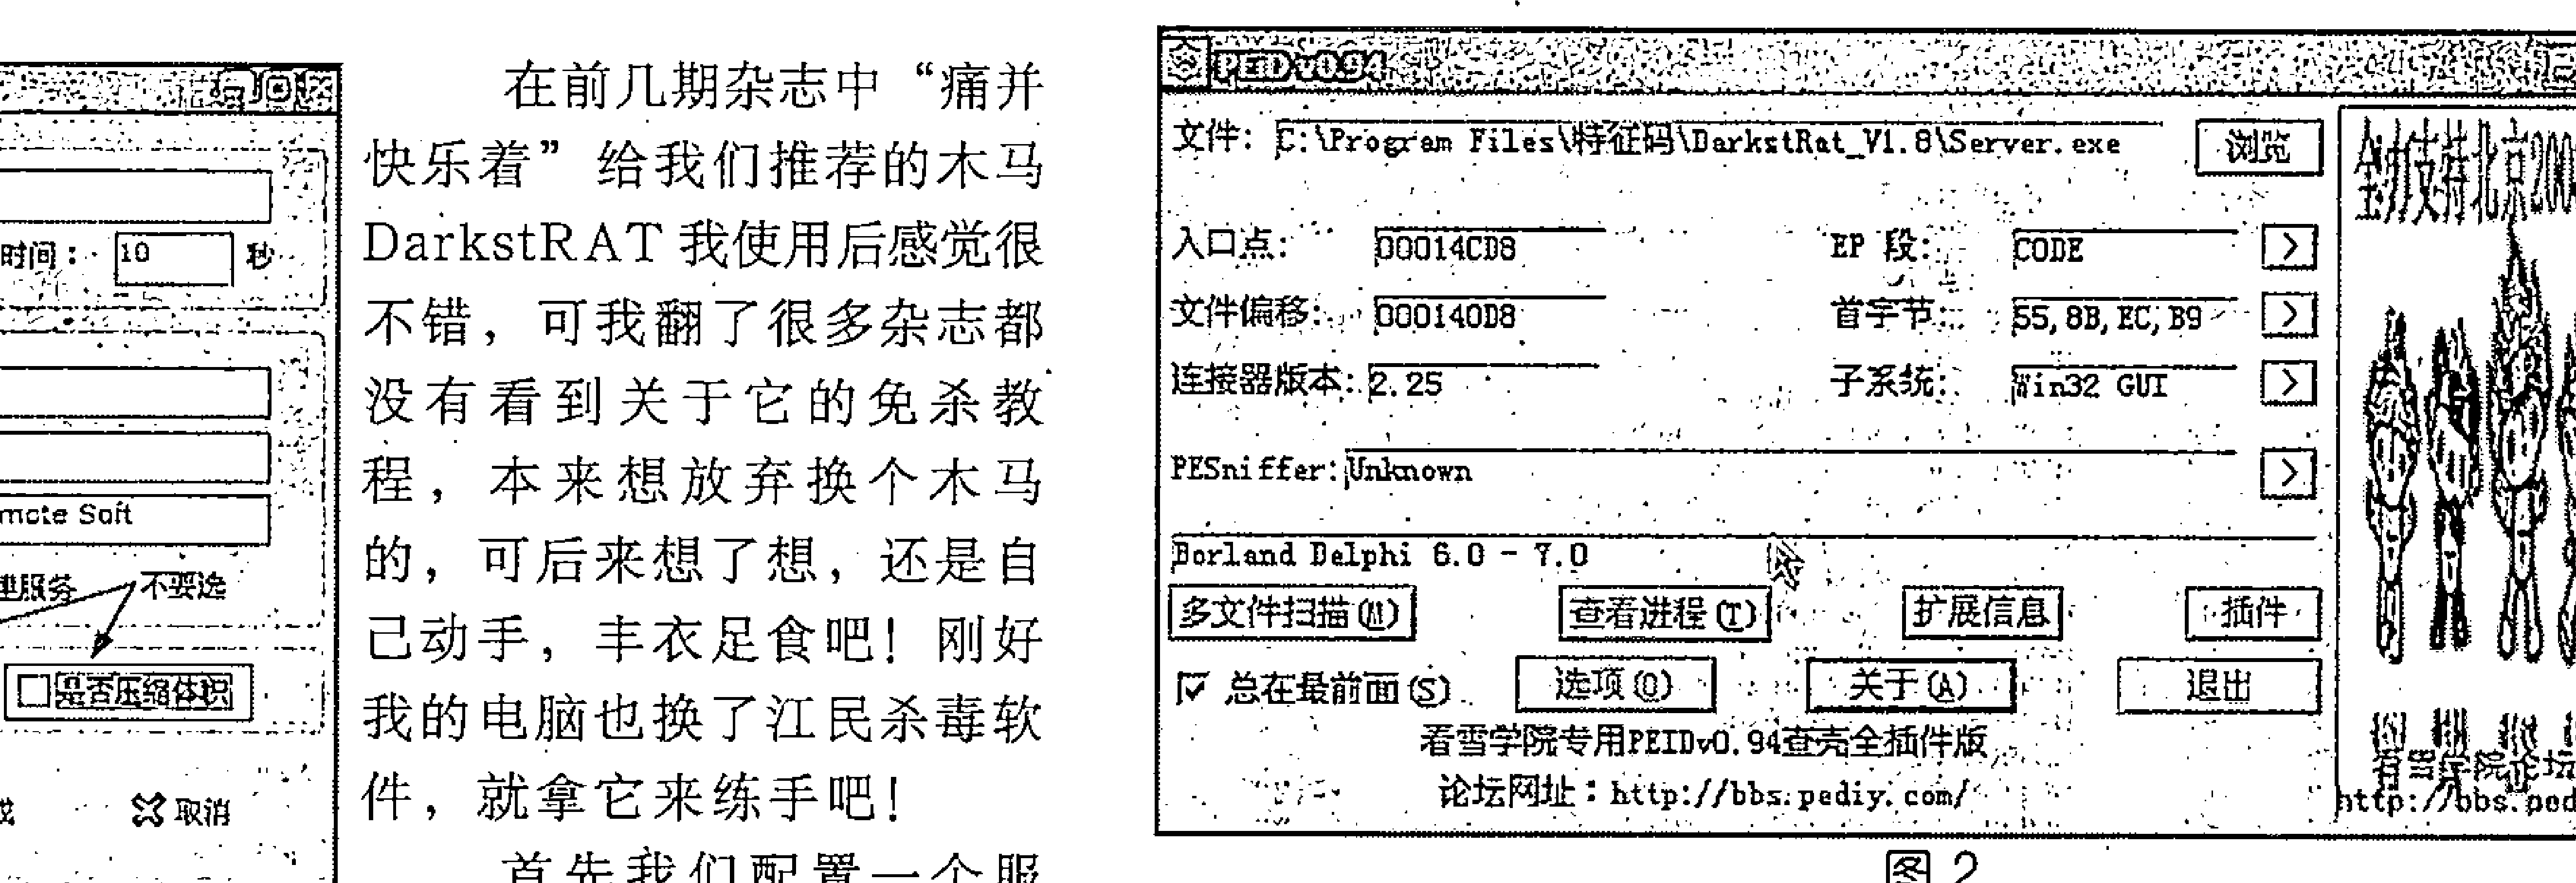 时间：
10
秒
mote Soft
理服务
不要选
是否压缩体积
取消
在前几期杂志中“痛并
快乐着”给我们推荐的木马
DarkstRAT 我使用后感觉很
不错，可我翻了很多杂志都
没有看到关于它的免杀教
程，本来想放弃换个木马
的，可后来想了想，还是自
己动手，丰衣足食吧！刚好
我的电脑也换了江民杀毒软
件，就拿它来练手吧！
首先我们配置一个服
PEID v0.94
文件：
C:\Program Files\特征码\DarkstRat_V1.8\Server.exe
浏览
入口点：
00014CD8
EP 段：
CODE
>
文件偏移：
000140D8
首字节：
55,8B,EC,B9
>
连接器版本：
2.25
子系统：
Win32 GUI
>
PESniffer:
Unknown
>
Borland Delphi 6.0 - 7.0
多文件扫描(M)
查看进程(T)
扩展信息
插件
总在最前面(S)
选项(O)
关于(A)
退出
看雪学院专用PEIDv0.94查壳全插件版
论坛网址：http://bbs.pediy.com/
支持北京200
看雪学院论坛
http://bbs.ped
图 2